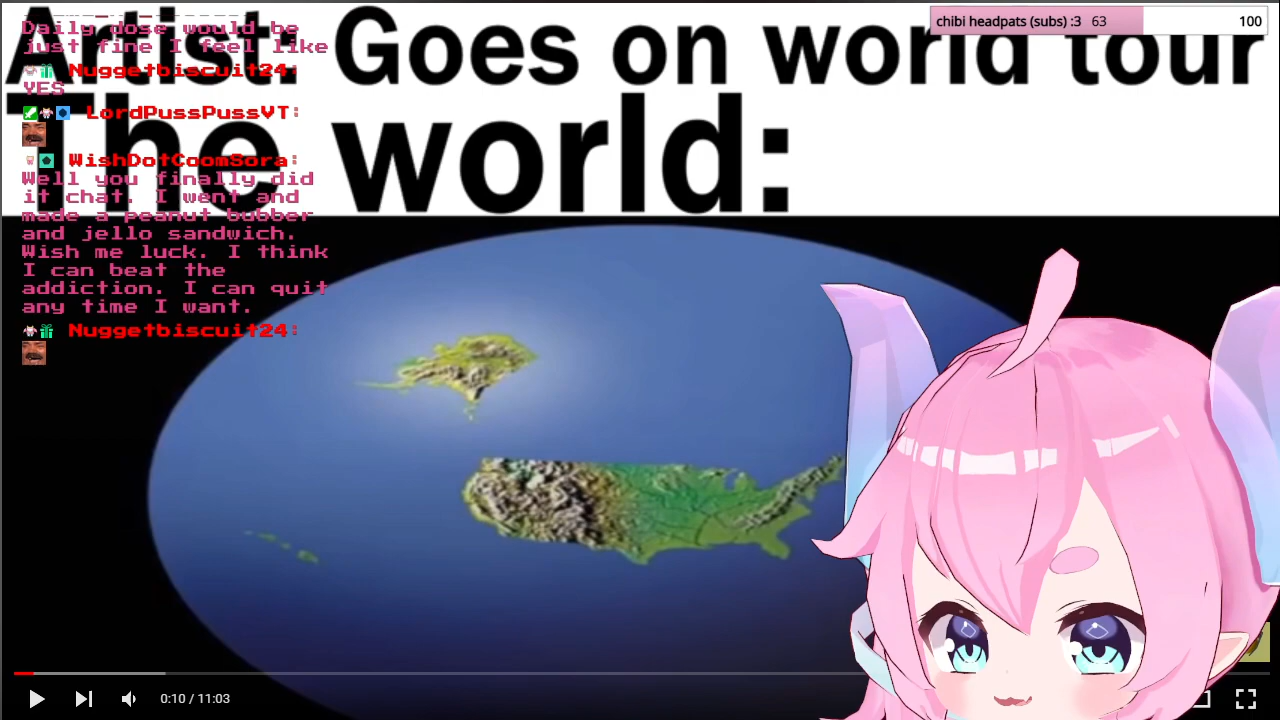 Artist: Goes on world tour
The world:
chibi headpats (subs) :3 63 100
Daily dose would be
just fine I feel like
Nuggetbiscuit24:
YES
LordPussPussVT:
WishDotCoomSora:
Well you finally did
it chat. I went and
made a peanut bubber
and jello sandwich.
Wish me luck. I think
I can beat the
addiction. I can quit
any time I want.
Nuggetbiscuit24:
0:10 / 11:03